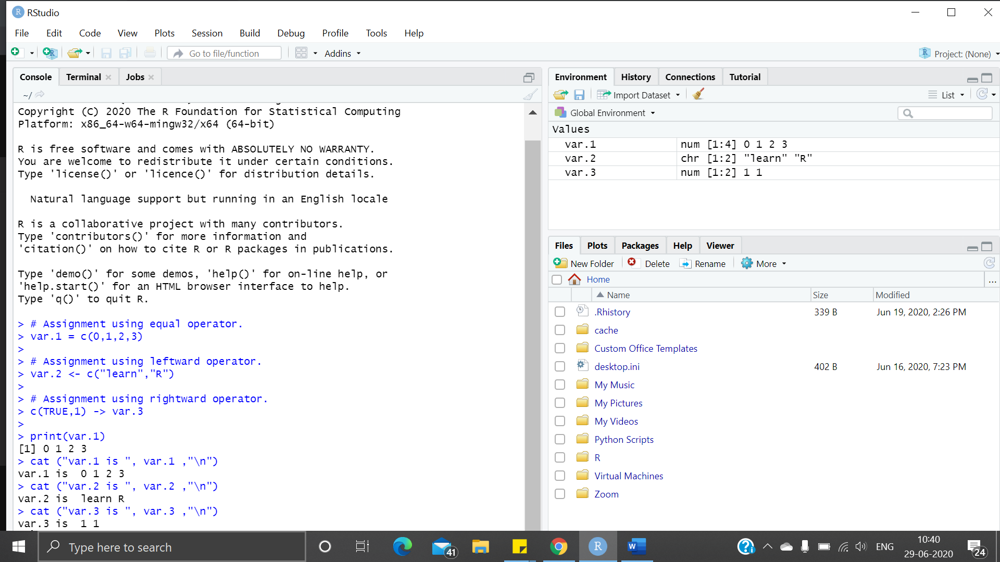 RStudio
File Edit Code View Plots Session Build Debug Profile Tools Help
Go to file/function Addins Project: (None)
Console Terminal Jobs
~/
Copyright (C) 2020 The R Foundation for Statistical Computing
Platform: x86_64-w64-mingw32/x64 (64-bit)
R is free software and comes with ABSOLUTELY NO WARRANTY.
You are welcome to redistribute it under certain conditions.
Type 'license()' or 'licence()' for distribution details.
Natural language support but running in an English locale
R is a collaborative project with many contributors.
Type 'contributors()' for more information and
'citation()' on how to cite R or R packages in publications.
Type 'demo()' for some demos, 'help()' for on-line help, or
'help.start()' for an HTML browser interface to help.
Type 'q()' to quit R.
> # Assignment using equal operator.
> var.1 = c(0,1,2,3)
>
> # Assignment using leftward operator.
> var.2 <- c("learn","R")
>
> # Assignment using rightward operator.
> c(TRUE,1) -> var.3
>
> print(var.1)
[1] 0 1 2 3
> cat ("var.1 is ", var.1 ,"\n")
var.1 is  0 1 2 3
> cat ("var.2 is ", var.2 ,"\n")
var.2 is  learn R
> cat ("var.3 is ", var.3 ,"\n")
var.3 is  1 1
Environment History Connections Tutorial
Import Dataset List
Global Environment
Values
var.1 num [1:4] 0 1 2 3
var.2 chr [1:2] "learn" "R"
var.3 num [1:2] 1 1
Files Plots Packages Help Viewer
New Folder Delete Rename More
Home ...
Name Size Modified
.Rhistory 339 B Jun 19, 2020, 2:26 PM
cache
Custom Office Templates
desktop.ini 402 B Jun 16, 2020, 7:23 PM
My Music
My Pictures
My Videos
Python Scripts
R
Virtual Machines
Zoom
Type here to search 41 R W ENG 10:40
29-06-2020 24